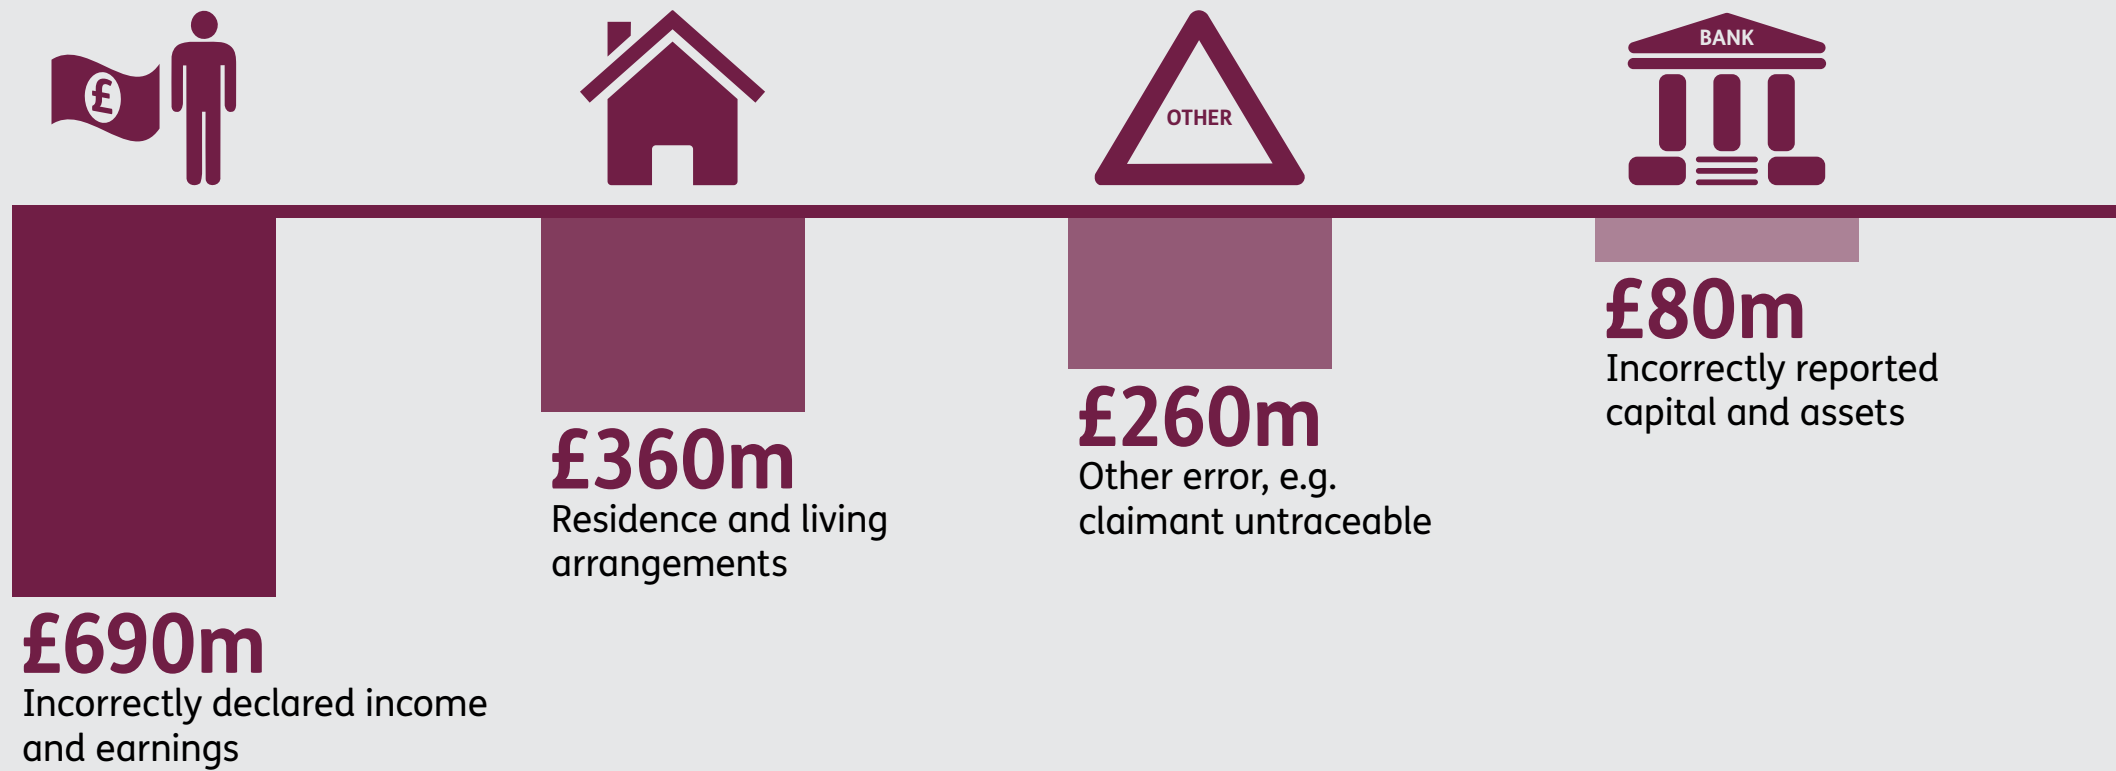 £
OTHER
BANK
£690m
Incorrectly declared income
and earnings
£360m
Residence and living
arrangements
£260m
Other error, e.g.
claimant untraceable
£80m
Incorrectly reported
capital and assets